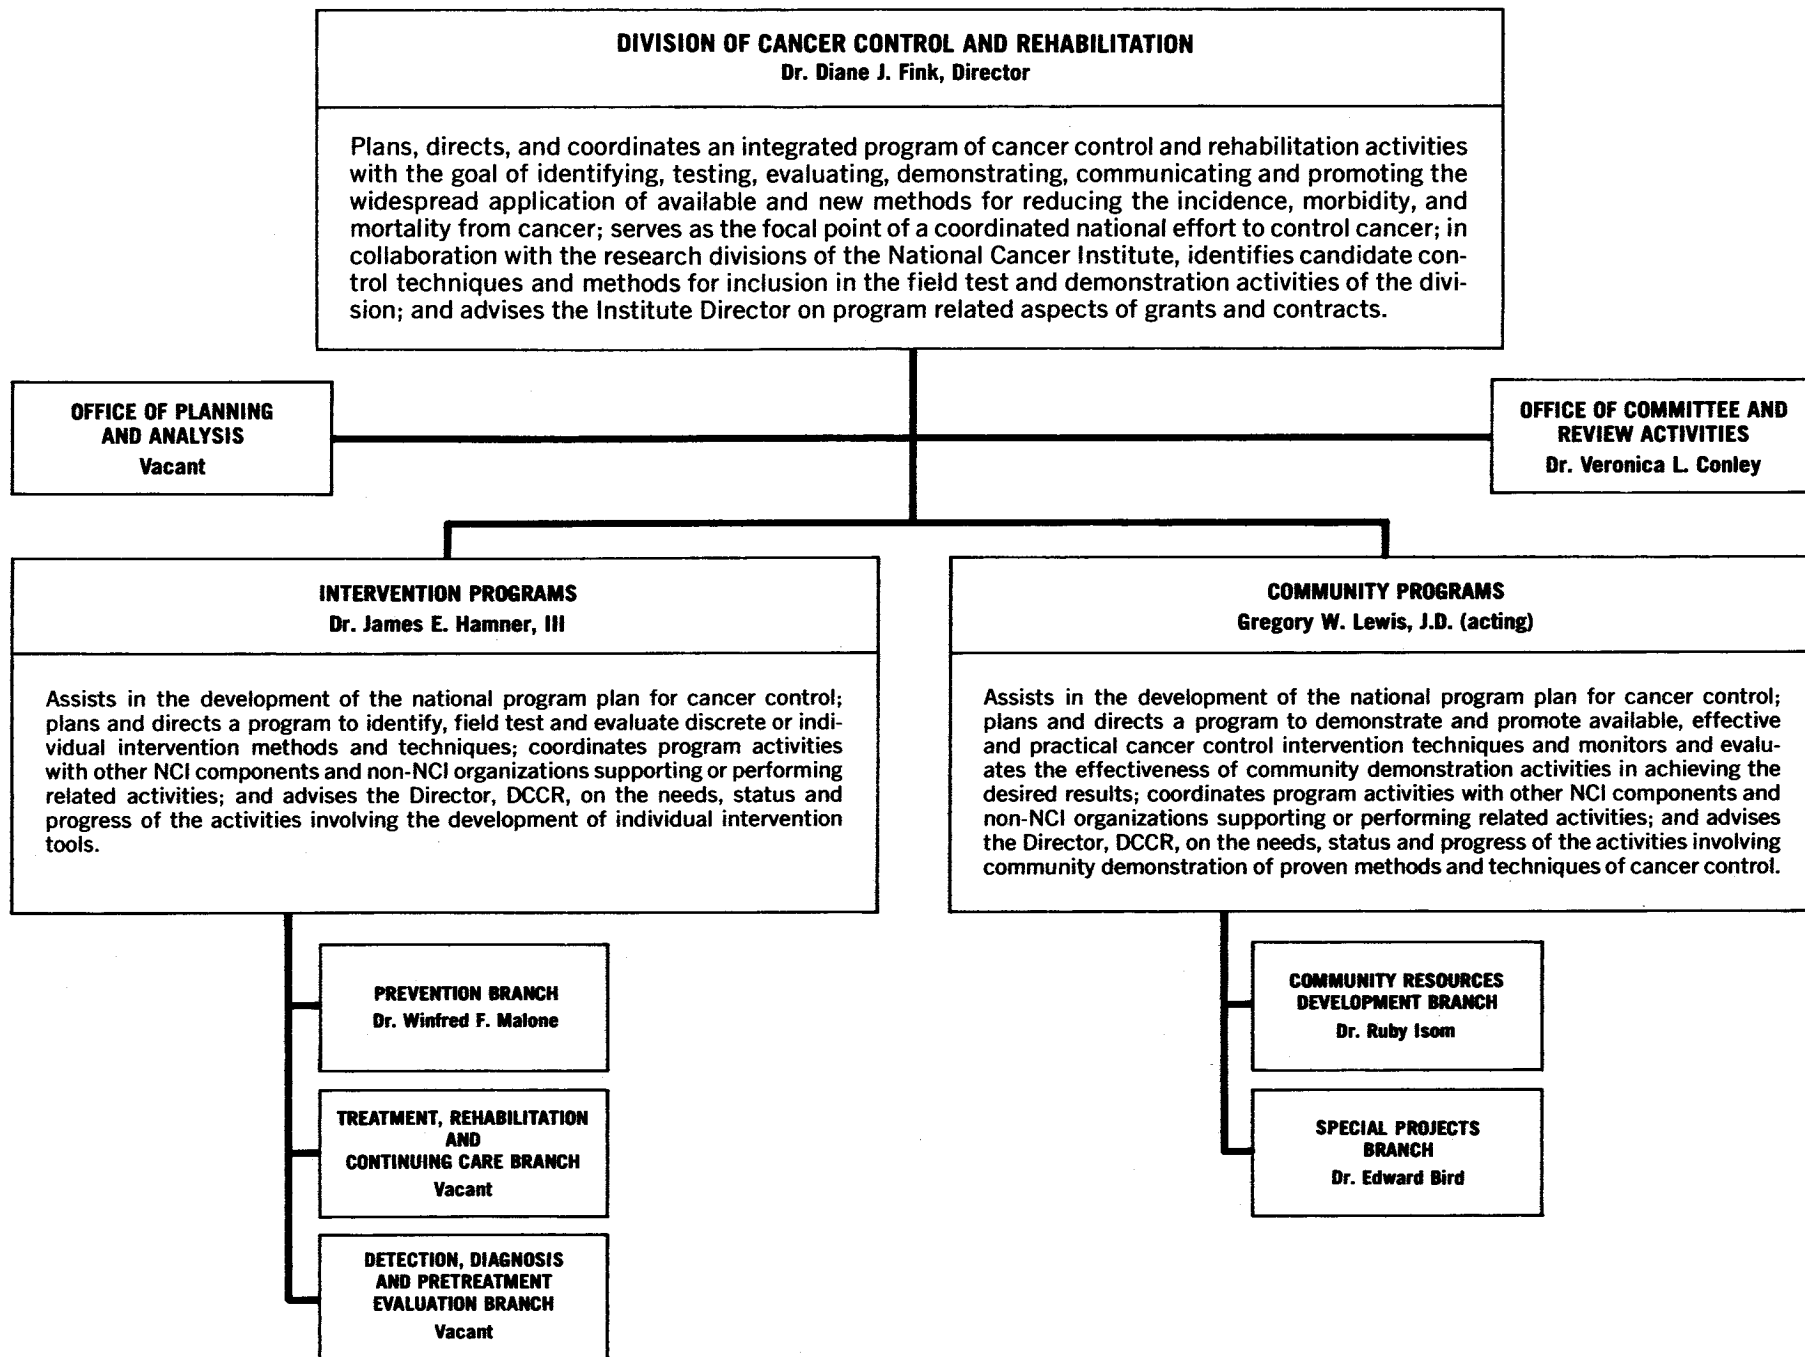 DIVISION OF CANCER CONTROL AND REHABILITATION
Dr. Diane J. Fink, Director
Plans, directs, and coordinates an integrated program of cancer control and rehabilitation activities
with the goal of identifying, testing, evaluating, demonstrating, communicating and promoting the
widespread application of available and new methods for reducing the incidence, morbidity, and
mortality from cancer; serves as the focal point of a coordinated national effort to control cancer; in
collaboration with the research divisions of the National Cancer Institute, identifies candidate con-
trol techniques and methods for inclusion in the field test and demonstration activities of the divi-
sion; and advises the Institute Director on program related aspects of grants and contracts.
OFFICE OF PLANNING
AND ANALYSIS
Vacant
OFFICE OF COMMITTEE AND
REVIEW ACTIVITIES
Dr. Veronica L. Conley
INTERVENTION PROGRAMS
Dr. James E. Hamner, III
Assists in the development of the national program plan for cancer control;
plans and directs a program to identify, field test and evaluate discrete or indi-
vidual intervention methods and techniques; coordinates program activities
with other NCI components and non-NCI organizations supporting or performing
related activities; and advises the Director, DCCR, on the needs, status and
progress of the activities involving the development of individual intervention
tools.
COMMUNITY PROGRAMS
Gregory W. Lewis, J.D. (acting)
Assists in the development of the national program plan for cancer control;
plans and directs a program to demonstrate and promote available, effective
and practical cancer control intervention techniques and monitors and evalu-
ates the effectiveness of community demonstration activities in achieving the
desired results; coordinates program activities with other NCI components and
non-NCI organizations supporting or performing related activities; and advises
the Director, DCCR, on the needs, status and progress of the activities involving
community demonstration of proven methods and techniques of cancer control.
PREVENTION BRANCH
Dr. Winfred F. Malone
TREATMENT, REHABILITATION
AND
CONTINUING CARE BRANCH
Vacant
DETECTION, DIAGNOSIS
AND PRETREATMENT
EVALUATION BRANCH
Vacant
COMMUNITY RESOURCES
DEVELOPMENT BRANCH
Dr. Ruby Isom
SPECIAL PROJECTS
BRANCH
Dr. Edward Bird